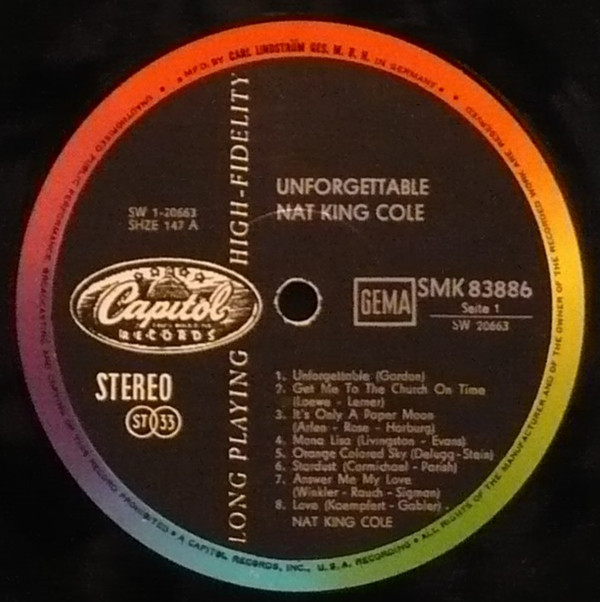 MFD. BY CARL LINDSTRÖM GES. M. B. H. IN GERMANY
UNFORGETTABLE
NAT KING COLE
SW 1-20663
SHZE 147 A
LONG PLAYING HIGH-FIDELITY
Capitol
RECORDS
GEMA
SMK 83886
Seite 1
SW 20663
STEREO
ST 33
1. Unforgettable (Gordon)
2. Get Me To The Church On Time
(Loewe - Lerner)
3. It's Only A Paper Moon
(Arlen - Rose - Harburg)
4. Mona Lisa (Livingston - Evans)
5. Orange Colored Sky (Delugg - Stein)
6. Stardust (Carmichael - Parish)
7. Answer Me My Love
(Winkler - Rauch - Sigman)
8. Love (Kaempfert - Gabler) -
NAT KING COLE
• A CAPITOL RECORDS, INC., U.S.A. RECORDING • ALL RIGHTS OF THE MANUFACTURER AND OF THE OWNER OF THE RECORDED WORK ARE RESERVED •
UNAUTHORISED PUBLIC PERFORMANCE BROADCASTING AND COPYING OF YOUR RECORD PROHIBITED